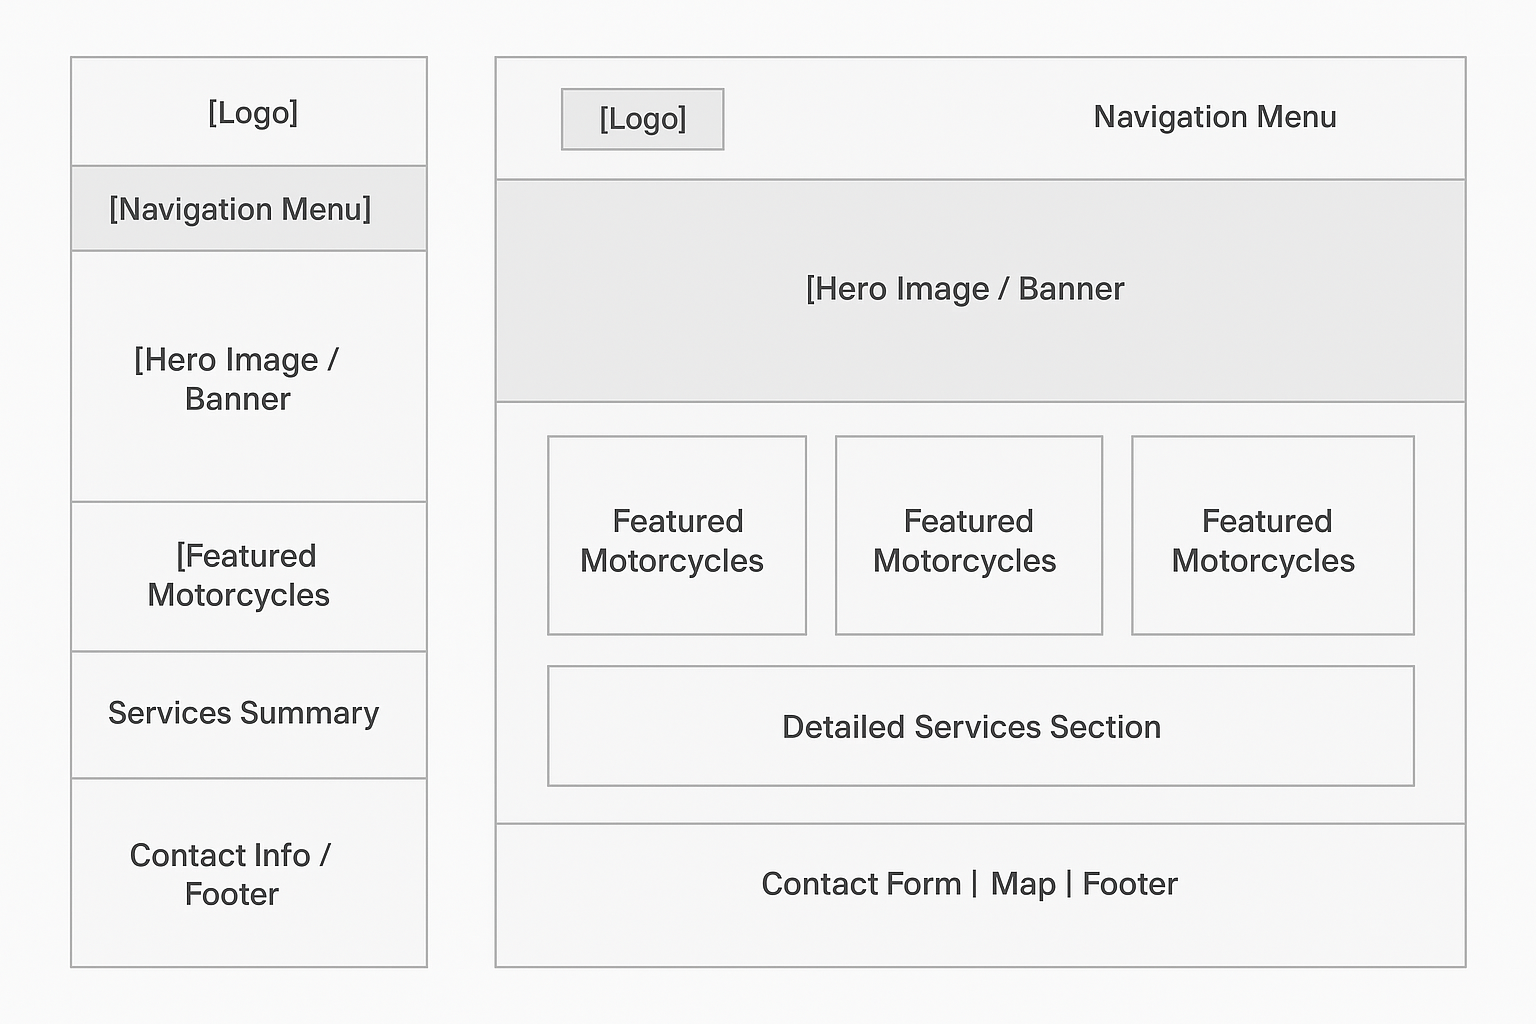 [Logo]
[Navigation Menu]
[Hero Image /
Banner
[Featured
Motorcycles
Services Summary
Contact Info /
Footer
[Logo]
Navigation Menu
[Hero Image / Banner
Featured
Motorcycles
Featured
Motorcycles
Featured
Motorcycles
Detailed Services Section
Contact Form | Map | Footer